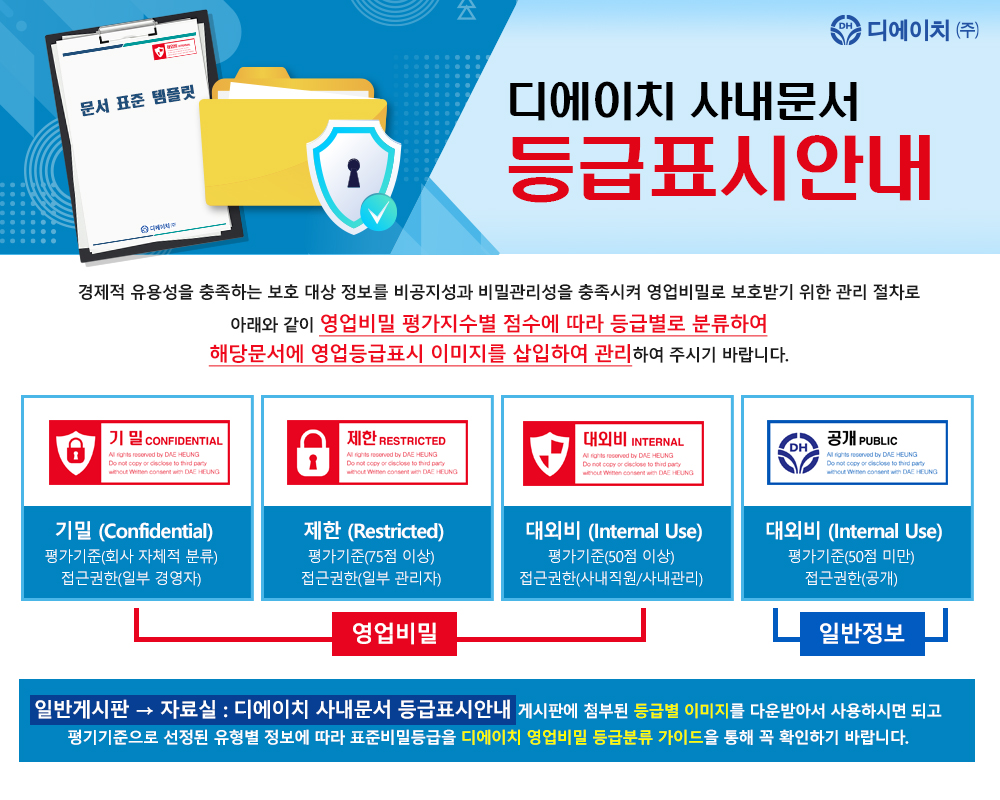 DH 디에이치 (주)
대외비
문서 표준 템플릿
디에이치 (주)
디에이치 사내문서
등급표시안내
경제적 유용성을 충족하는 보호 대상 정보를 비공지성과 비밀관리성을 충족시켜 영업비밀로 보호받기 위한 관리 절차로
아래와 같이 영업비밀 평가지수별 점수에 따라 등급별로 분류하여
해당문서에 영업등급표시 이미지를 삽입하여 관리하여 주시기 바랍니다.
기 밀 CONFIDENTIAL
All rights reserved by DAE HEUNG
Do not copy or disclose to third party
without Written consent with DAE HEUNG
기밀 (Confidential)
평가기준(회사 자체적 분류)
접근권한(일부 경영자)
제한 RESTRICTED
All rights reserved by DAE HEUNG
Do not copy or disclose to third party
without Written consent with DAE HEUNG
제한 (Restricted)
평가기준(75점 이상)
접근권한(일부 관리자)
대외비 INTERNAL
All rights reserved by DAE HEUNG
Do not copy or disclose to third party
without Written consent with DAE HEUNG
대외비 (Internal Use)
평가기준(50점 이상)
접근권한(사내직원/사내관리)
DH
공개 PUBLIC
All rights reserved by DAE HEUNG
Do not copy or disclose to third party
without Written consent with DAE HEUNG
대외비 (Internal Use)
평가기준(50점 미만)
접근권한(공개)
영업비밀
일반정보
일반게시판 → 자료실 : 디에이치 사내문서 등급표시안내 게시판에 첨부된 등급별 이미지를 다운받아서 사용하시면 되고
평기기준으로 선정된 유형별 정보에 따라 표준비밀등급을 디에이치 영업비밀 등급분류 가이드을 통해 꼭 확인하기 바랍니다.